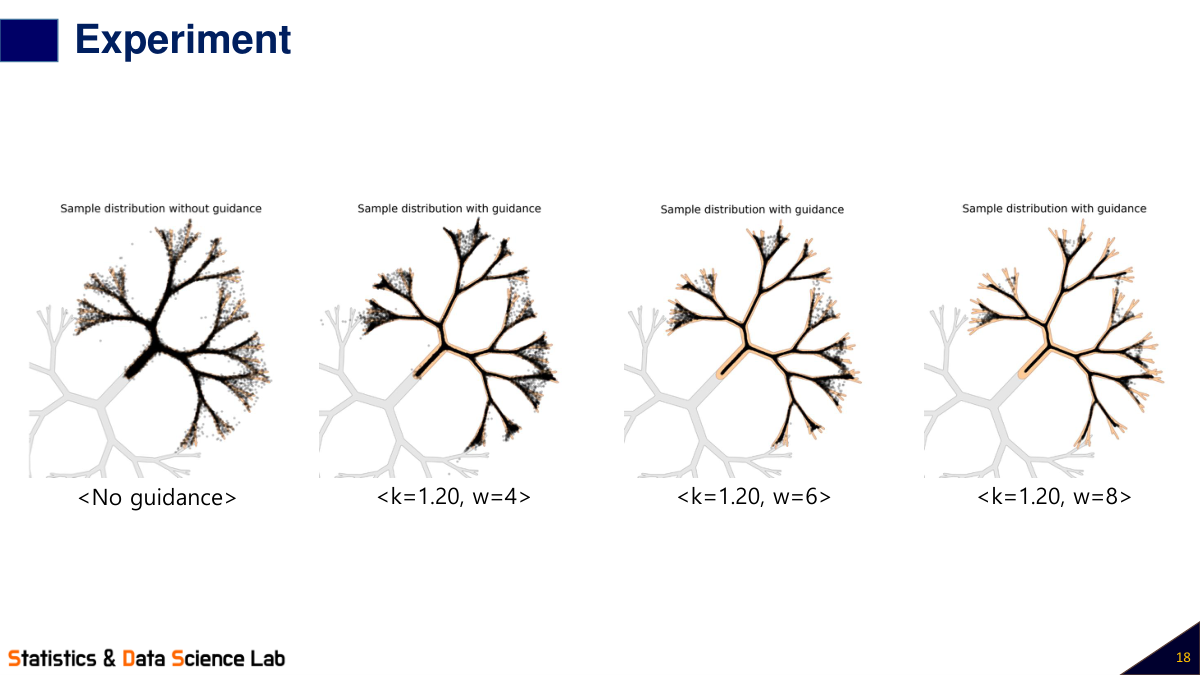 Experiment
Sample distribution without guidance
Sample distribution with guidance
Sample distribution with guidance
Sample distribution with guidance
<No guidance>
<k=1.20, w=4>
<k=1.20, w=6>
<k=1.20, w=8>
Statistics & Data Science Lab
18